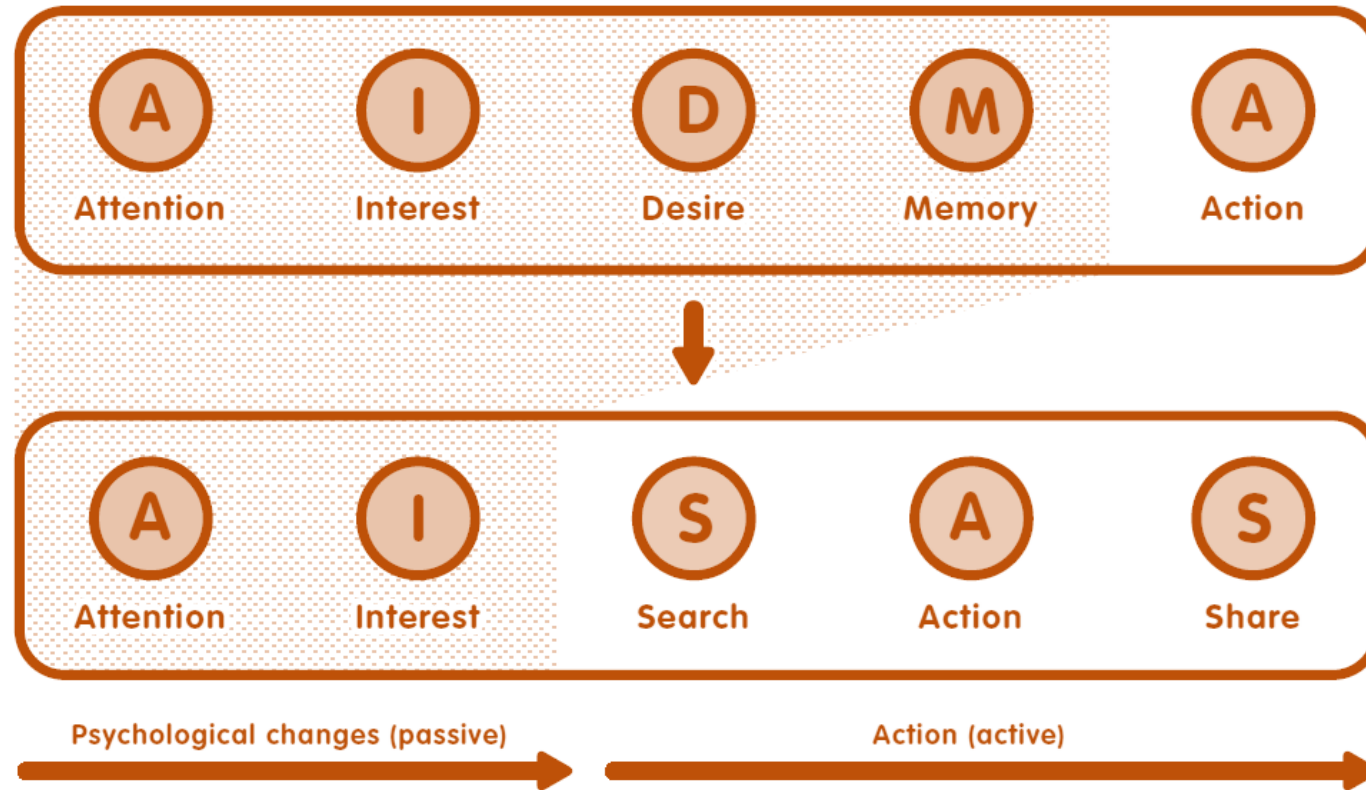 A I D M A
Attention Interest Desire Memory Action
A I S A S
Attention Interest Search Action Share
Psychological changes (passive) Action (active)